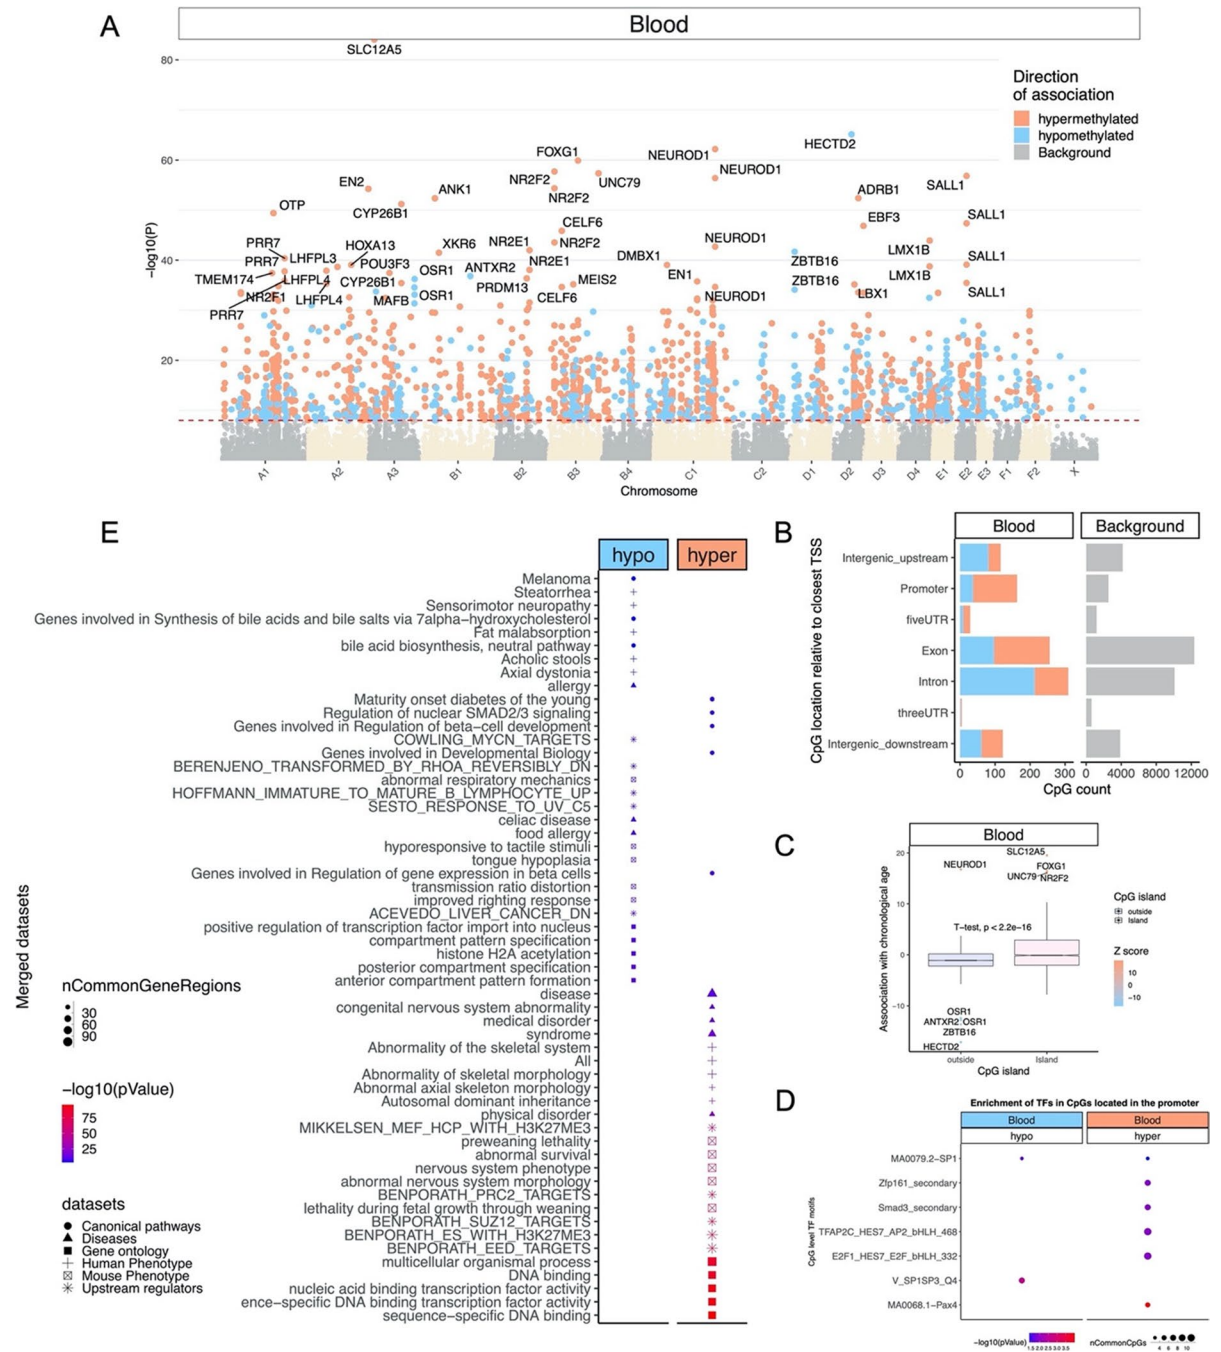 A
Blood
SLC12A5
80
60
40
20
−log10(P)
Direction
of association
hypermethylated
hypomethylated
Background
HECTD2
FOXG1
NEUROD1
NEUROD1
NR2F2
UNC79
NR2F2
EN2
ANK1
CYP26B1
OTP
ADRB1
SALL1
EBF3
SALL1
CELF6
NR2F2
NR2E1
NEUROD1
LMX1B
PRR7
LHFPL3
HOXA13
XKR6
DMBX1
ZBTB16
SALL1
PRR7
POU3F3
OSR1
ANTXR2
NR2E1
EN1
LMX1B
TMEM174
LHFPL4
CYP26B1
PRDM13
MEIS2
ZBTB16
NR2F1
LHFPL4
MAFB
OSR1
CELF6
NEUROD1
LBX1
SALL1
PRR7
A1
A2
A3
B1
B2
B3
B4
C1
C2
D1
D2
D3
D4
E1
E2
E3
F1
F2
X
Chromosome
E
hypo
hyper
Melanoma
Steatorrhea
Sensorimotor neuropathy
Genes involved in Synthesis of bile acids and bile salts via 7alpha−hydroxycholesterol
Fat malabsorption
bile acid biosynthesis, neutral pathway
Acholic stools
Axial dystonia
allergy
Maturity onset diabetes of the young
Regulation of nuclear SMAD2/3 signaling
Genes involved in Regulation of beta−cell development
COWLING_MYCN_TARGETS
Genes involved in Developmental Biology
BERENJENO_TRANSFORMED_BY_RHOA_REVERSIBLY_DN
abnormal respiratory mechanics
HOFFMANN_IMMATURE_TO_MATURE_B_LYMPHOCYTE_UP
SESTO_RESPONSE_TO_UV_C5
celiac disease
food allergy
hyporesponsive to tactile stimuli
tongue hypoplasia
Genes involved in Regulation of gene expression in beta cells
transmission ratio distortion
improved righting response
ACEVEDO_LIVER_CANCER_DN
positive regulation of transcription factor import into nucleus
compartment pattern specification
histone H2A acetylation
posterior compartment specification
anterior compartment pattern formation
disease
congenital nervous system abnormality
medical disorder
syndrome
Abnormality of the skeletal system
All
Abnormality of skeletal morphology
Abnormal axial skeleton morphology
Autosomal dominant inheritance
physical disorder
MIKKELSEN_MEF_HCP_WITH_H3K27ME3
preweaning lethality
abnormal survival
nervous system phenotype
abnormal nervous system morphology
BENPORATH_PRC2_TARGETS
lethality during fetal growth through weaning
BENPORATH_SUZ12_TARGETS
BENPORATH_ES_WITH_H3K27ME3
BENPORATH_EED_TARGETS
multicellular organismal process
DNA binding
nucleic acid binding transcription factor activity
ence−specific DNA binding transcription factor activity
sequence−specific DNA binding
Merged datasets
nCommonGeneRegions
30
60
90
−log10(pValue)
75
50
25
datasets
Canonical pathways
Diseases
Gene ontology
Human Phenotype
Mouse Phenotype
Upstream regulators
B
Blood
Background
CpG location relative to closest TSS
Intergenic_upstream
Promoter
fiveUTR
Exon
Intron
threeUTR
Intergenic_downstream
0 100 200 300
0 4000 8000 12000
CpG count
C
Blood
Association with chronological age
20
10
0
−10
SLC12A5
NEUROD1
FOXG1
UNC79
NR2F2
T−test, p < 2.2e−16
OSR1
ANTXR2
OSR1
ZBTB16
HECTD2
outside
Island
CpG island
CpG island
outside
Island
Z score
10
0
−10
D
Enrichment of TFs in CpGs located in the promoter
Blood
Blood
hypo
hyper
CpG level TF motifs
MA0079.2−SP1
Zfp161_secondary
Smad3_secondary
TFAP2C_HES7_AP2_bHLH_468
E2F1_HES7_E2F_bHLH_332
V_SP1SP3_Q4
MA0068.1−Pax4
−log10(pValue)
1.5 2.0 2.5 3.0 3.5
nCommonCpGs
4 6 8 10